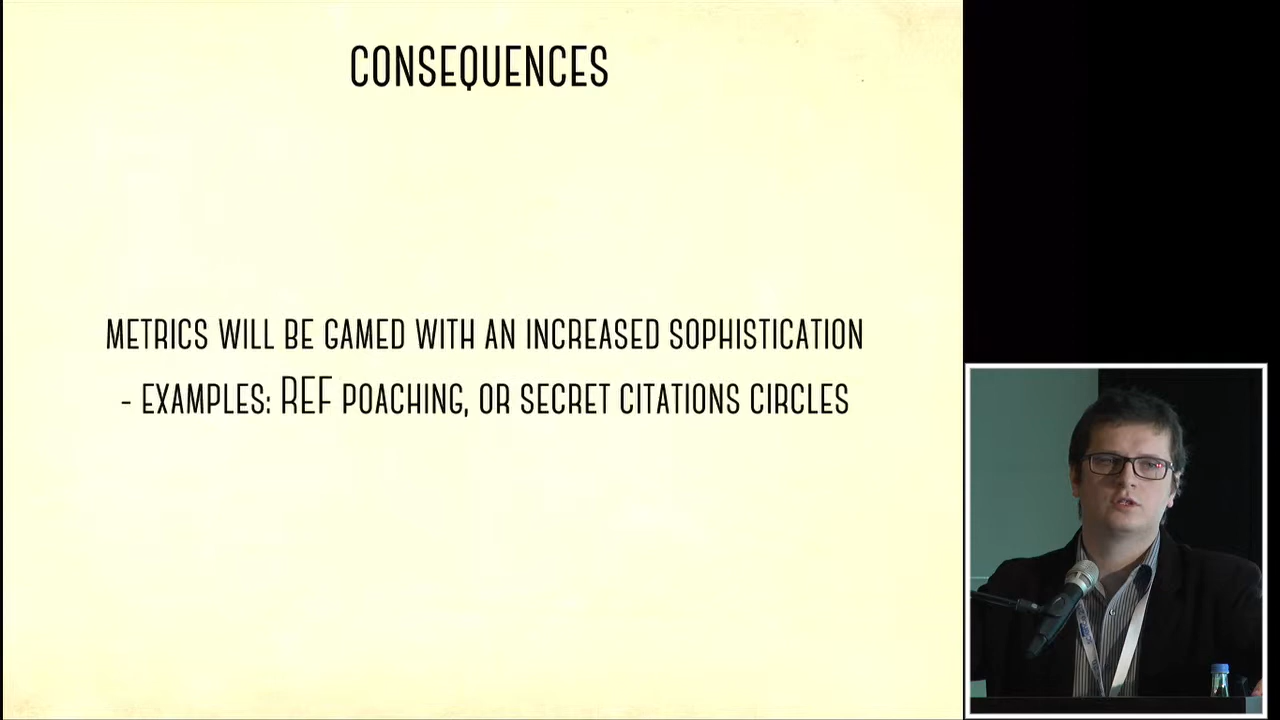 CONSEQUENCES
METRICS WILL BE GAMED WITH AN INCREASED SOPHISTICATION
- EXAMPLES: REF POACHING, OR SECRET CITATIONS CIRCLES